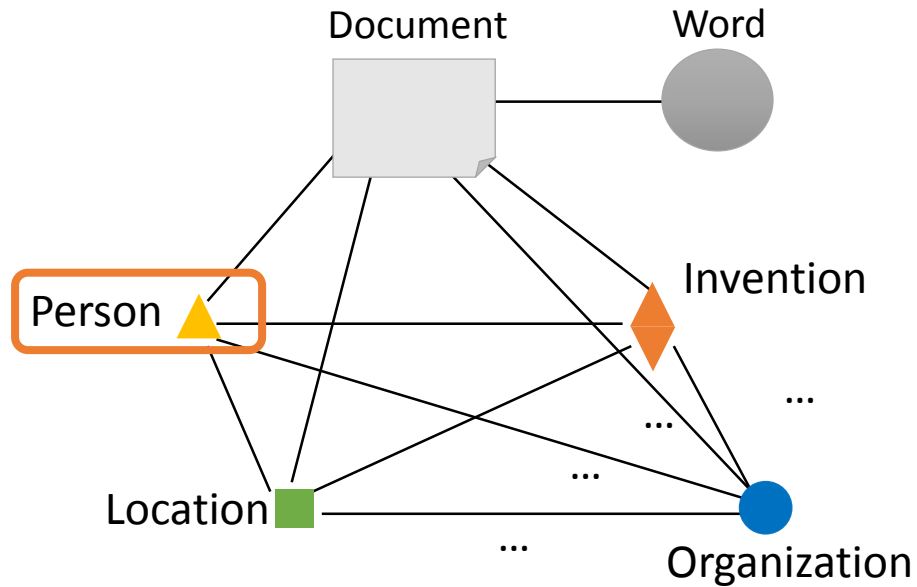 Document
Word
Invention
Person
...
...
...
Location
...
Organization